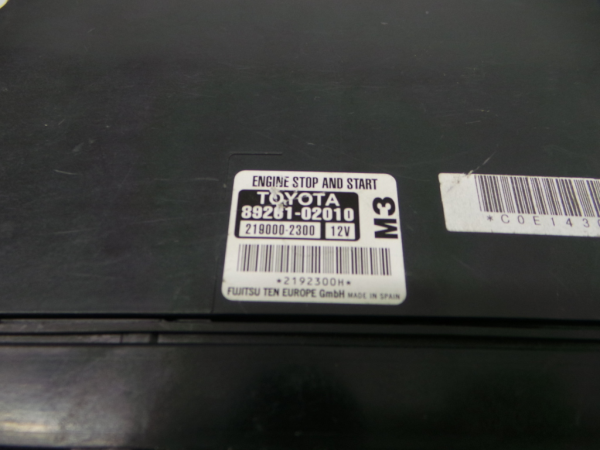 ENGINE STOP AND START
TOYOTA
89261-02010
219000-2300 12V
M3
*2192300H*
FUJITSU TEN EUROPE GmbH MADE IN SPAIN
*C0E143